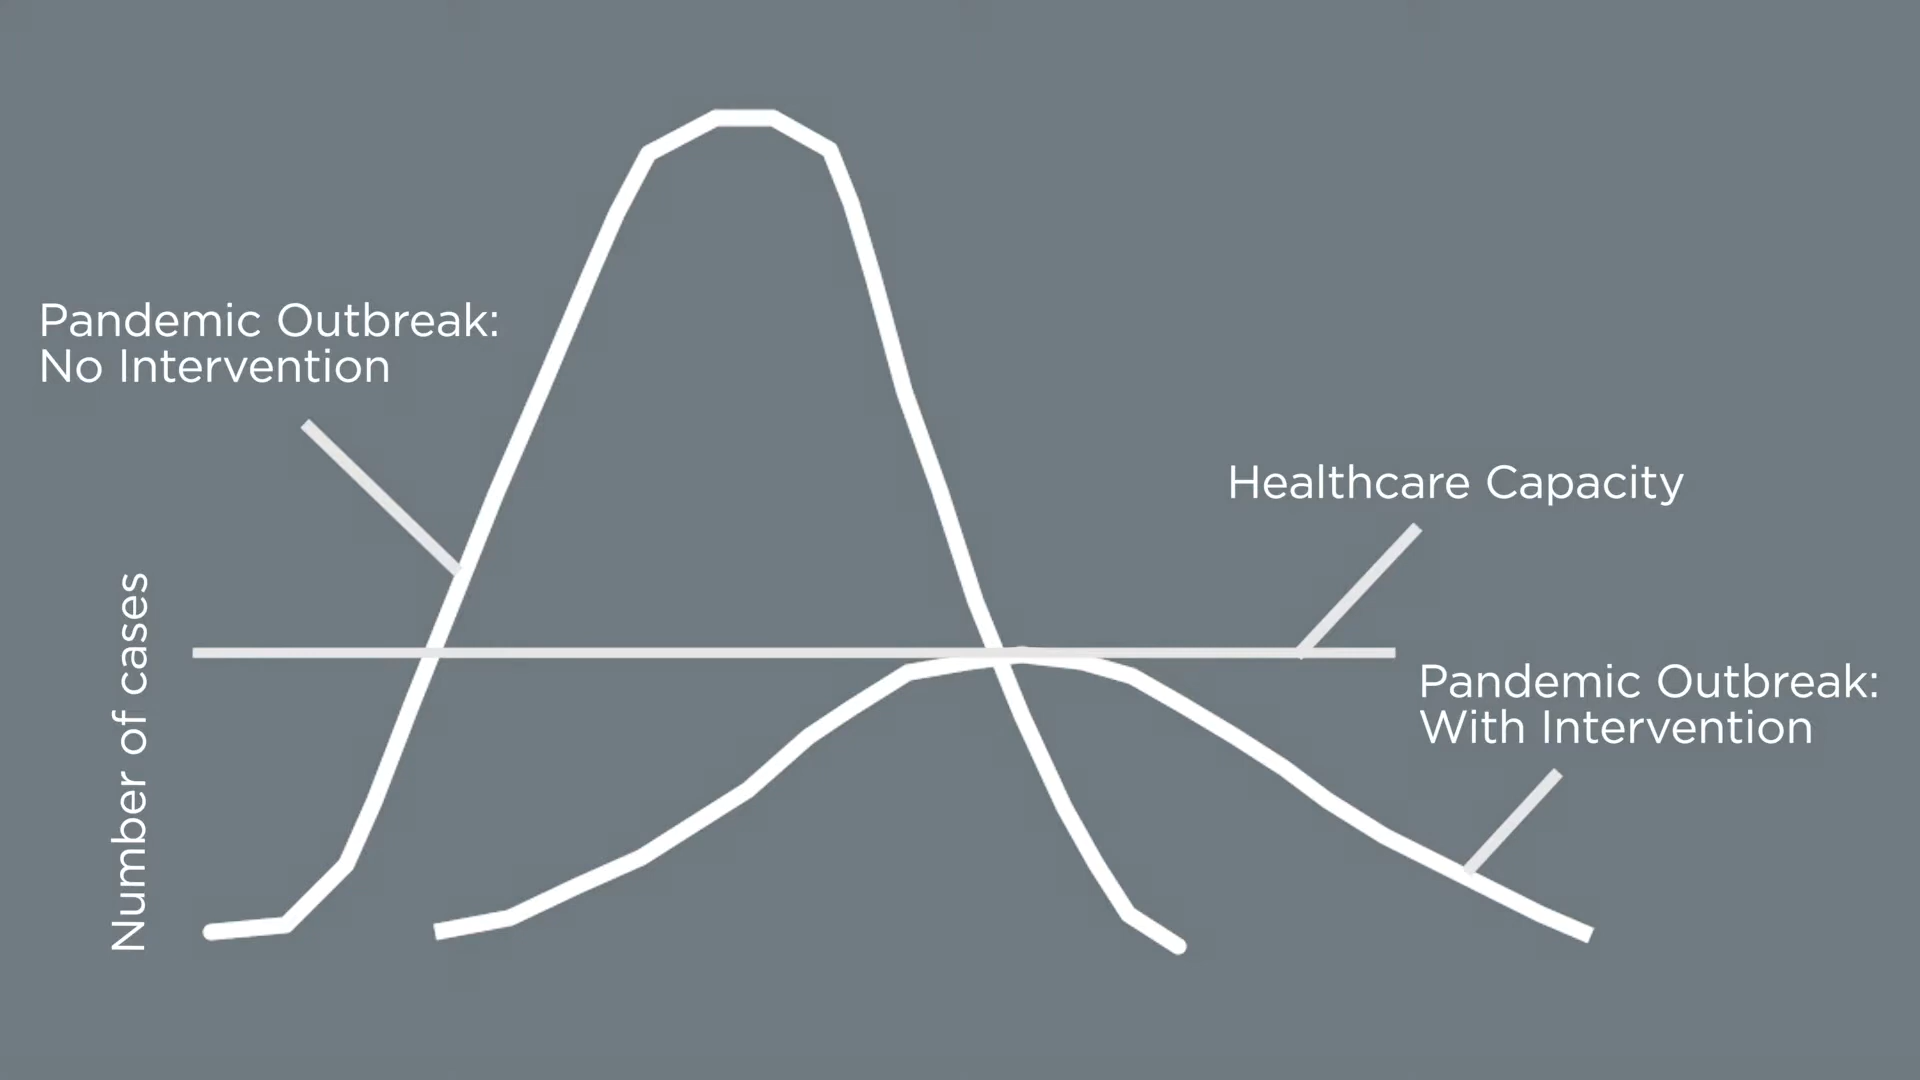 Pandemic Outbreak:
No Intervention
Healthcare Capacity
Pandemic Outbreak:
With Intervention
Number of cases